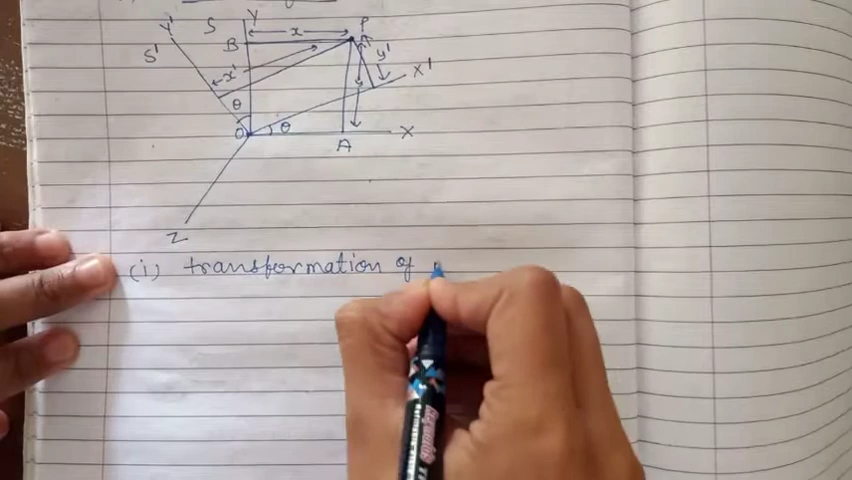 Y
Y'
S
x
P
B
S'
x'
y'
X'
θ
O
θ
X
A
Z
(i) transformation of